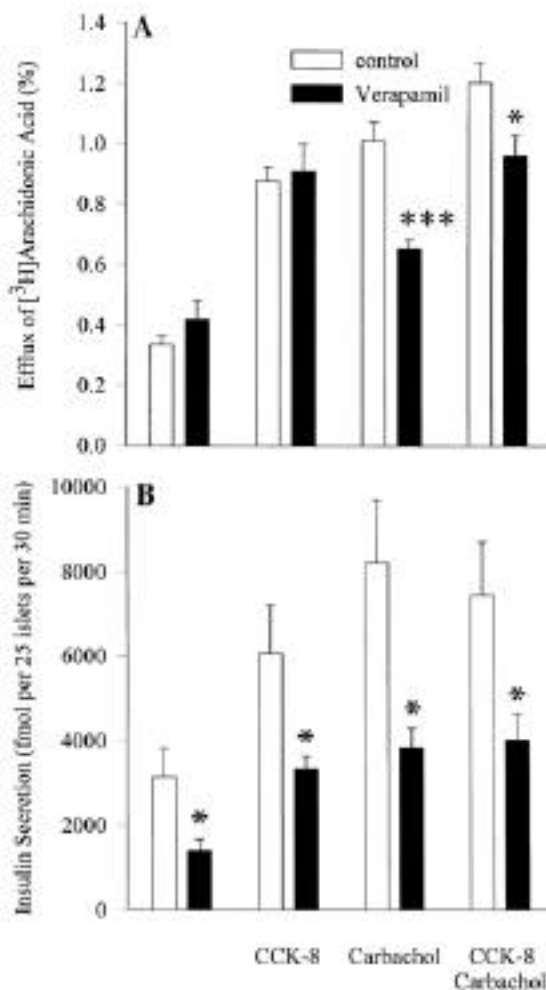 A
1.4
1.2
1.0
0.8
0.6
0.4
0.2
0.0
Efflux of [³H]Arachidonic Acid (%)
control
Verapamil
*
***
B
10000
8000
6000
4000
2000
0
Insulin Secretion (fmol per 25 islets per 30 min)
*
*
*
*
CCK-8
Carbachol
CCK-8
Carbachol